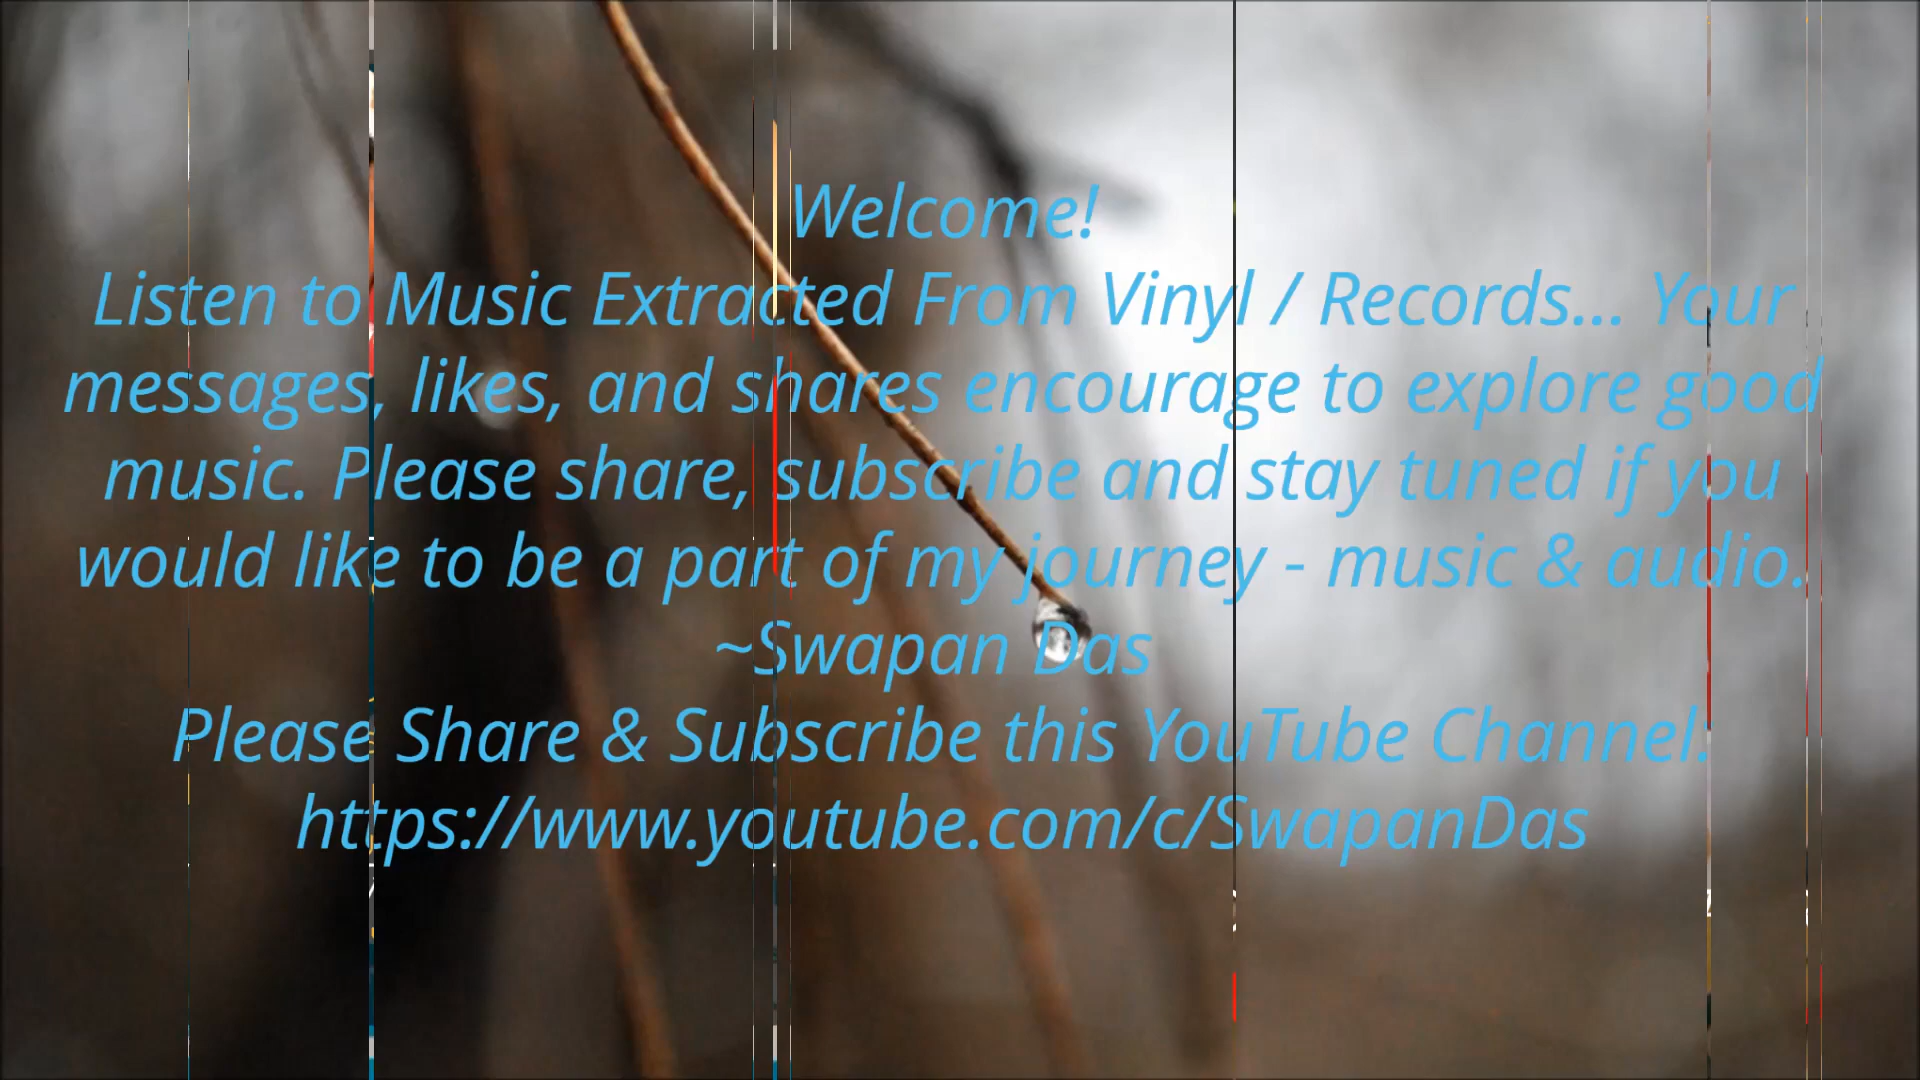 Welcome!
Listen to Music Extracted From Vinyl / Records... Your
messages, likes, and shares encourage to explore good
music. Please share, subscribe and stay tuned if you
would like to be a part of my journey - music & audio.
~Swapan Das
Please Share & Subscribe this YouTube Channel:
https://www.youtube.com/c/SwapanDas